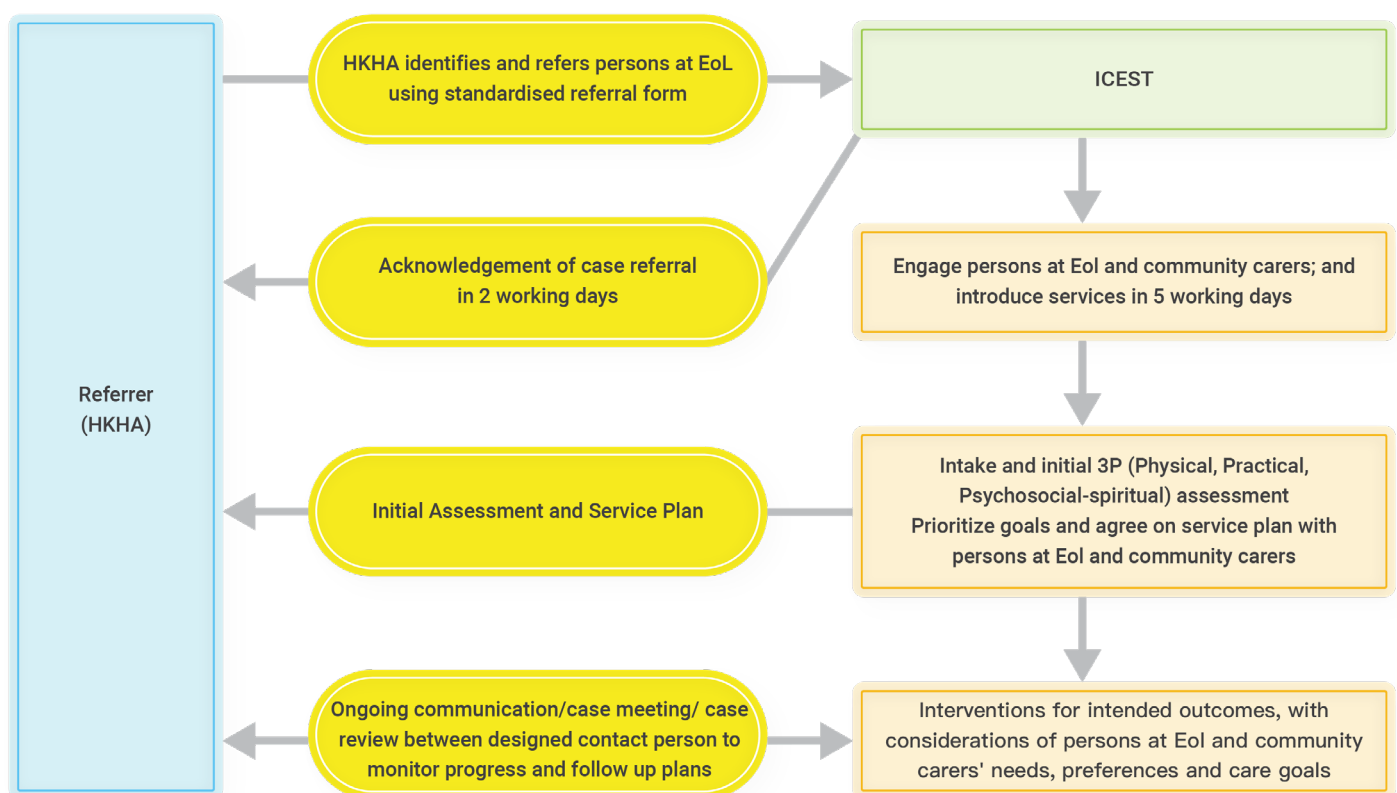 HKHA identifies and refers persons at EoL
using standardised referral form
ICEST
Acknowledgement of case referral
in 2 working days
Engage persons at Eol and community carers; and
introduce services in 5 working days
Referrer
(HKHA)
Initial Assessment and Service Plan
Intake and initial 3P (Physical, Practical,
Psychosocial-spiritual) assessment
Prioritize goals and agree on service plan with
persons at Eol and community carers
Ongoing communication/case meeting/ case
review between designed contact person to
monitor progress and follow up plans
Interventions for intended outcomes, with
considerations of persons at Eol and community
carers' needs, preferences and care goals